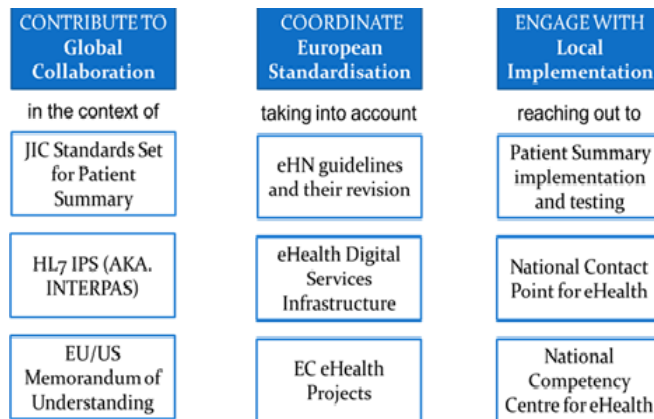 CONTRIBUTE TO
Global
Collaboration
in the context of
JIC Standards Set
for Patient
Summary
HL7 IPS (AKA.
INTERPAS)
EU/US
Memorandum of
Understanding
COORDINATE
European
Standardisation
taking into account
eHN guidelines
and their revision
eHealth Digital
Services
Infrastructure
EC eHealth
Projects
ENGAGE WITH
Local
Implementation
reaching out to
Patient Summary
implementation
and testing
National Contact
Point for eHealth
National
Competency
Centre for eHealth